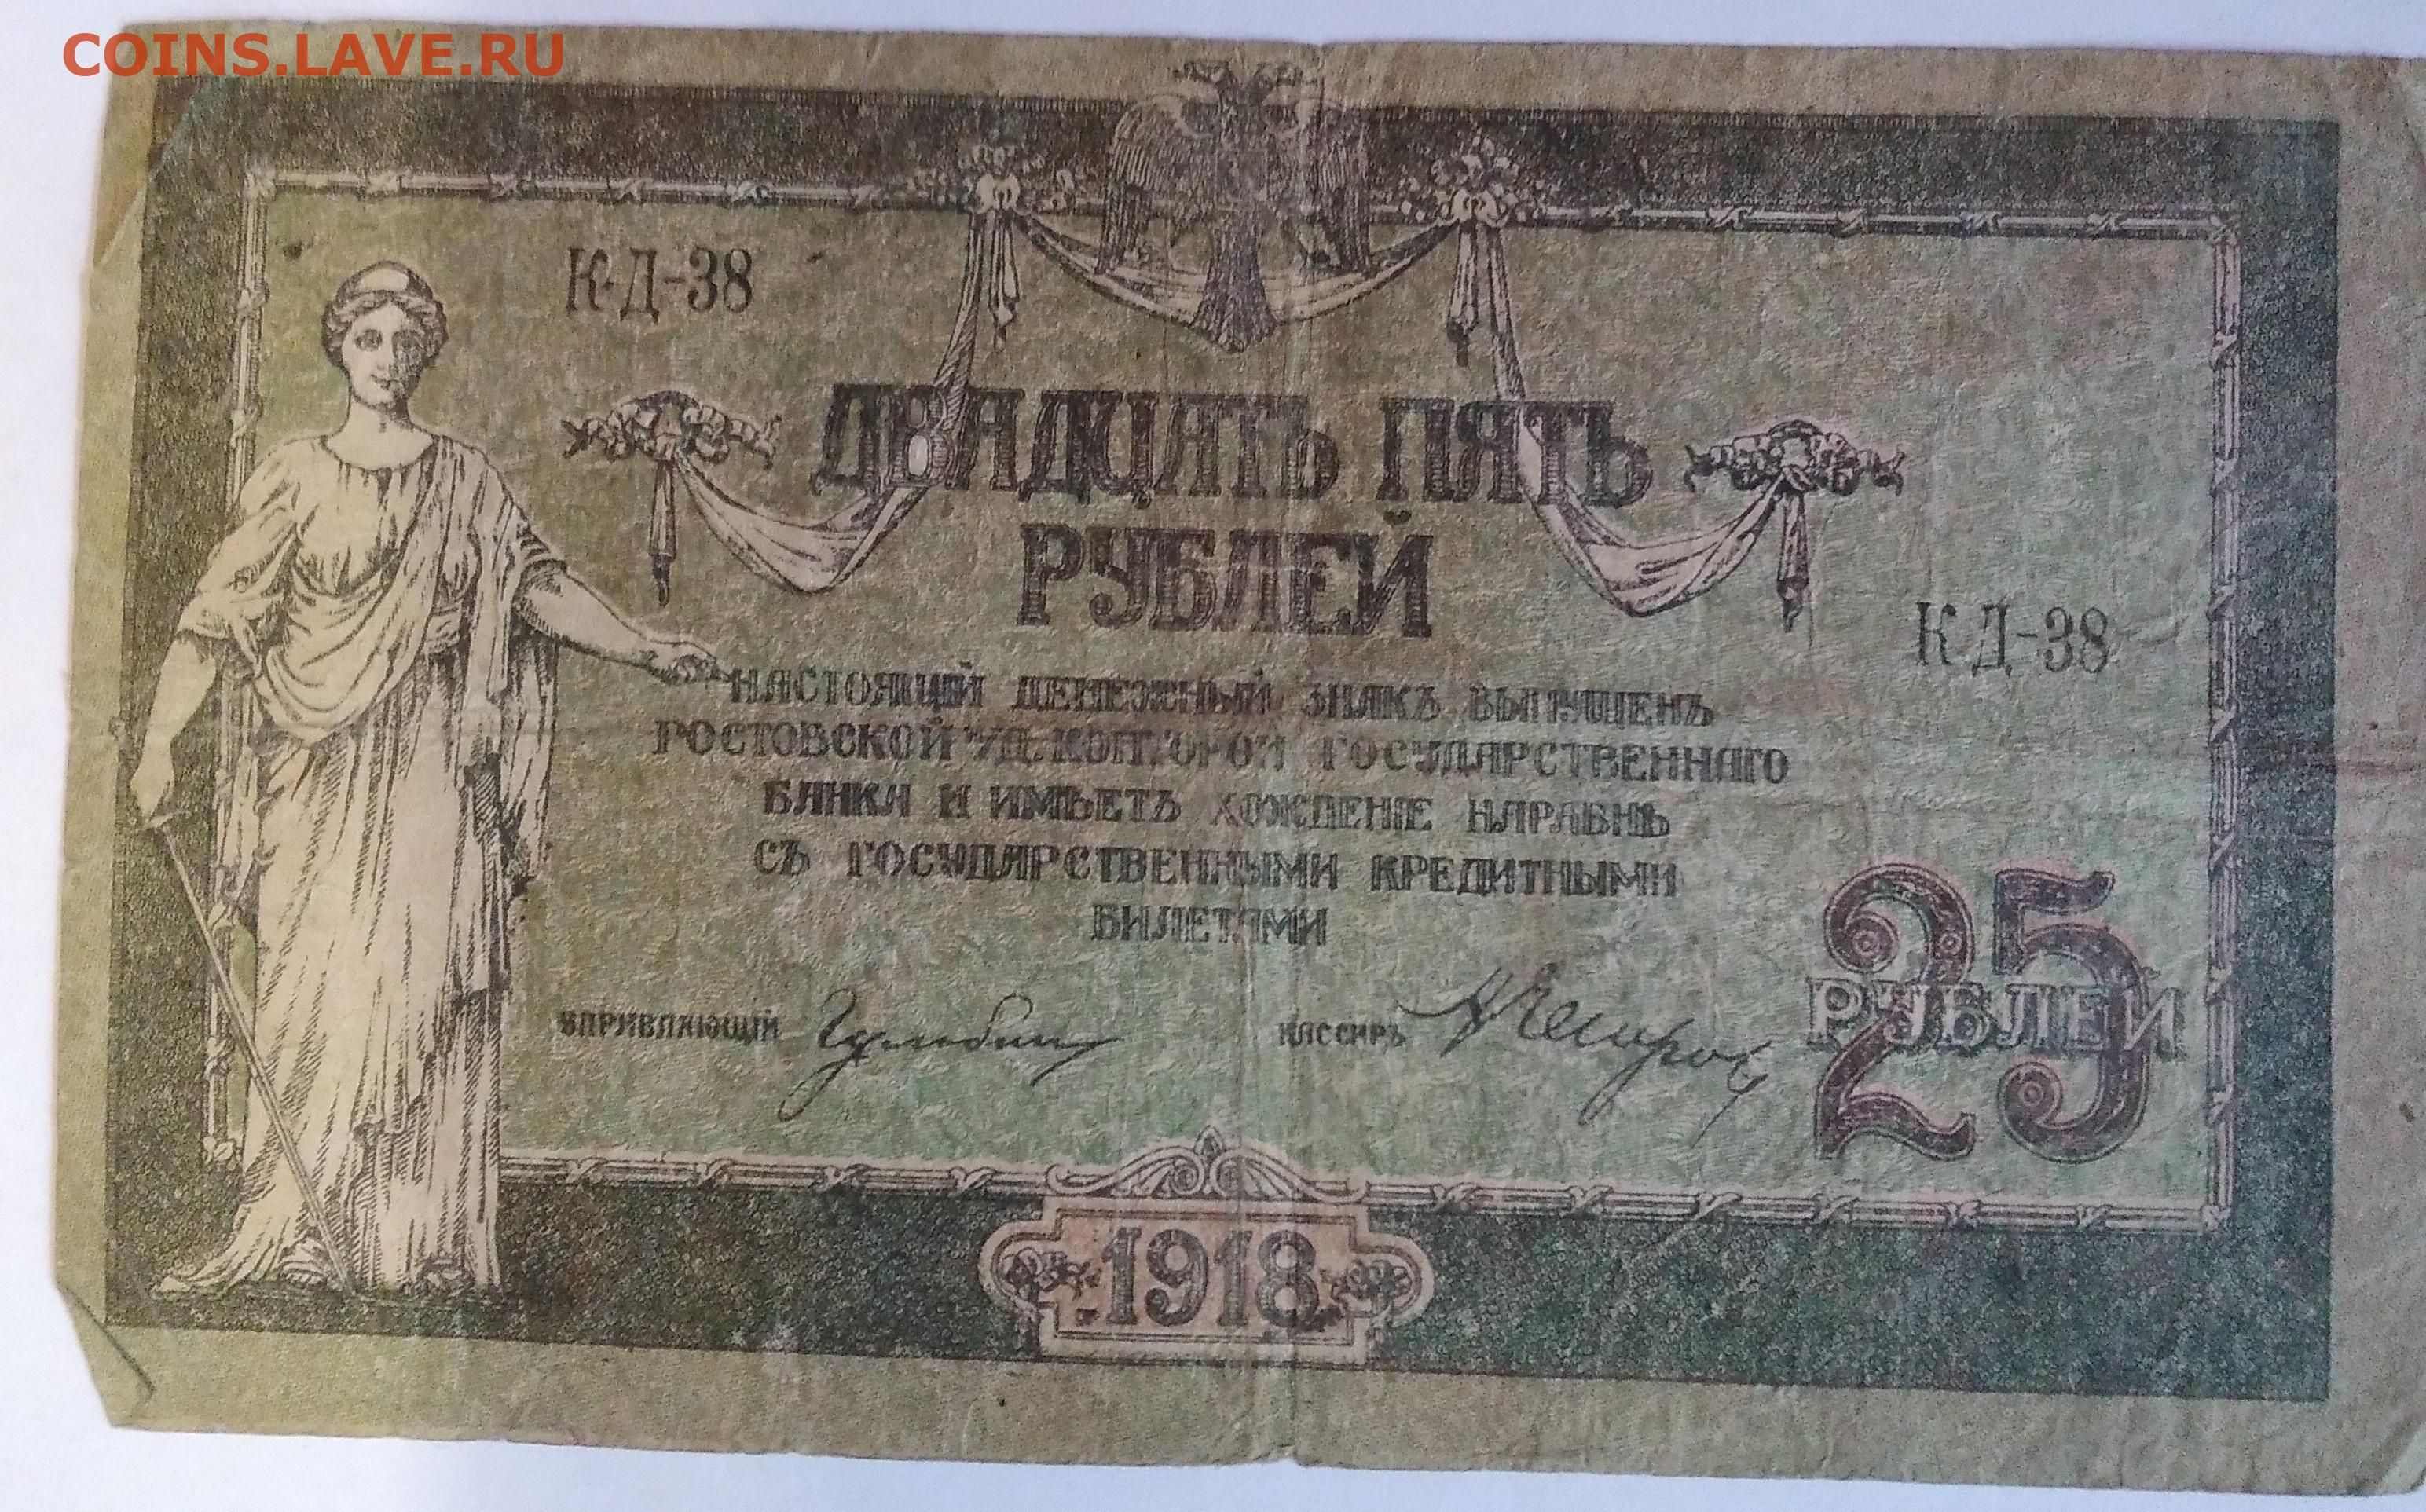 COINS.LAVE.RU
КД-38
ДВАДЦАТЬ ПЯТЬ
РУБЛЕЙ
КД-38
НАСТОЯЩІЙ ДЕНЕЖНЫЙ ЗНАКЪ ВЫПУЩЕНЪ
РОСТОВСКОЙ Н/Д. КОНТОРОЙ ГОСУДАРСТВЕННАГО
БАНКА И ИМѢЕТЪ ХОЖДЕНІЕ НАРАВНѢ
СЪ ГОСУДАРСТВЕННЫМИ КРЕДИТНЫМИ
БИЛЕТАМИ
25
РУБЛЕЙ
УПРАВЛЯЮЩІЙ
КАССИРЪ
1918